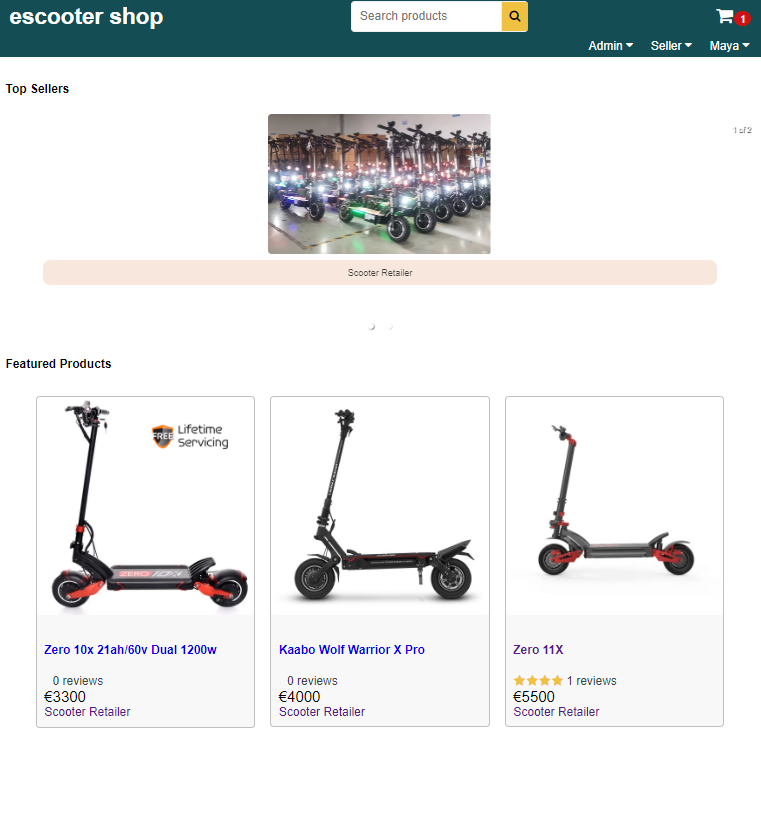 escooter shop
Search products
1
Admin
Seller
Maya
Top Sellers
1 of 2
Scooter Retailer
Featured Products
FREE Lifetime
Servicing
ZERO 10X
Zero 10x 21ah/60v Dual 1200w
0 reviews
€3300
Scooter Retailer
Kaabo Wolf Warrior X Pro
0 reviews
€4000
Scooter Retailer
Zero 11X
1 reviews
€5500
Scooter Retailer